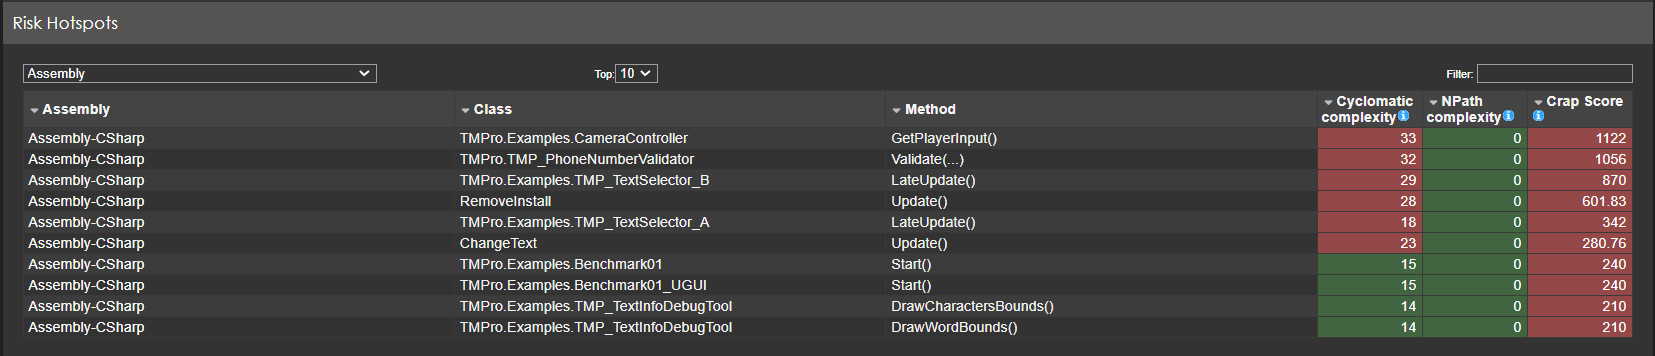 Risk Hotspots
Assembly Top: 10 Filter:
Assembly Class Method Cyclomatic complexity NPath complexity Crap Score
Assembly-CSharp TMPro.Examples.CameraController GetPlayerInput() 33 0 1122
Assembly-CSharp TMPro.TMP_PhoneNumberValidator Validate(...) 32 0 1056
Assembly-CSharp TMPro.Examples.TMP_TextSelector_B LateUpdate() 29 0 870
Assembly-CSharp RemoveInstall Update() 28 0 601.83
Assembly-CSharp TMPro.Examples.TMP_TextSelector_A LateUpdate() 18 0 342
Assembly-CSharp ChangeText Update() 23 0 280.76
Assembly-CSharp TMPro.Examples.Benchmark01 Start() 15 0 240
Assembly-CSharp TMPro.Examples.Benchmark01_UGUI Start() 15 0 240
Assembly-CSharp TMPro.Examples.TMP_TextInfoDebugTool DrawCharactersBounds() 14 0 210
Assembly-CSharp TMPro.Examples.TMP_TextInfoDebugTool DrawWordBounds() 14 0 210